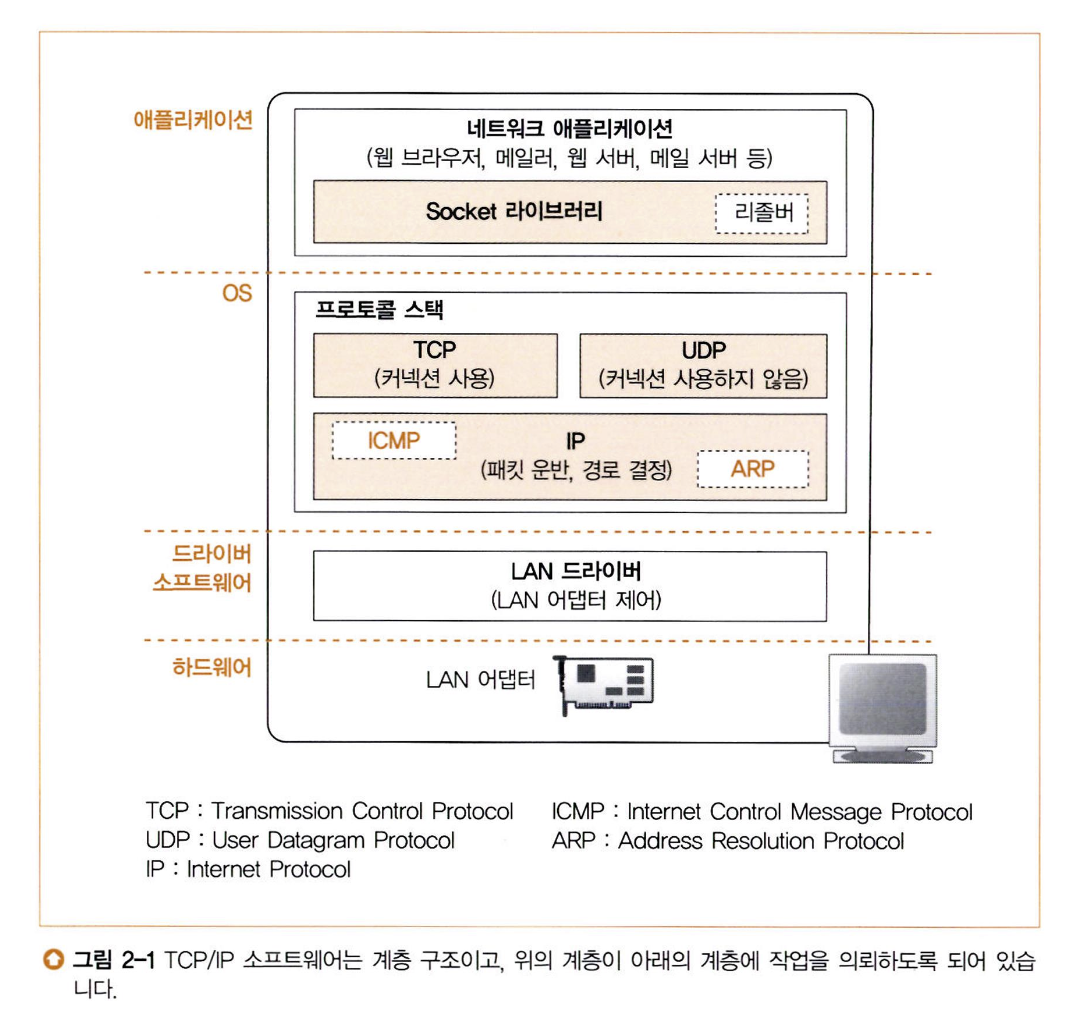 애플리케이션
네트워크 애플리케이션
(웹 브라우저, 메일러, 웹 서버, 메일 서버 등)
Socket 라이브러리
리졸버
OS
프로토콜 스택
TCP
(커넥션 사용)
UDP
(커넥션 사용하지 않음)
ICMP
IP
(패킷 운반, 경로 결정)
ARP
드라이버
소프트웨어
LAN 드라이버
(LAN 어댑터 제어)
하드웨어
LAN 어댑터
TCP : Transmission Control Protocol
UDP : User Datagram Protocol
IP : Internet Protocol
ICMP : Internet Control Message Protocol
ARP : Address Resolution Protocol
그림 2-1 TCP/IP 소프트웨어는 계층 구조이고, 위의 계층이 아래의 계층에 작업을 의뢰하도록 되어 있습
니다.